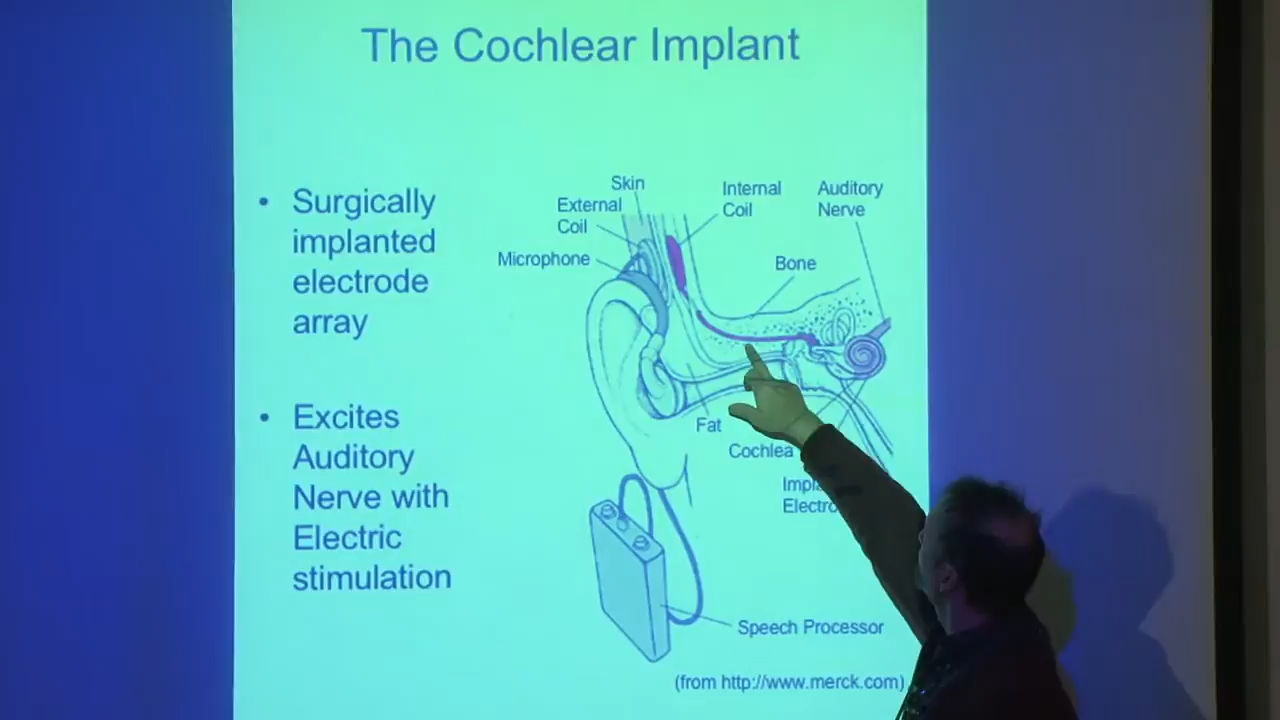 The Cochlear Implant
• Surgically
implanted
electrode
array
• Excites
Auditory
Nerve with
Electric
stimulation
Skin
External
Coil
Microphone
Internal
Coil
Auditory
Nerve
Bone
Fat
Cochlea
Speech Processor
(from http://www.merck.com)